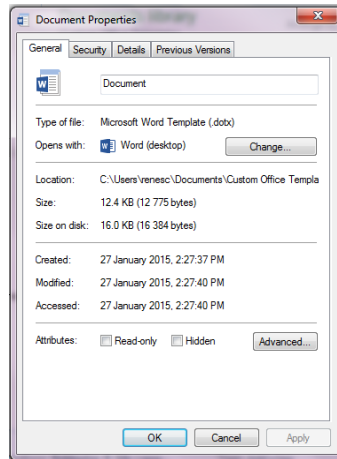 Document Properties
General Security Details Previous Versions
Document
Type of file: Microsoft Word Template (.dotx)
Opens with: Word (desktop) Change...
Location: C:\Users\renesc\Documents\Custom Office Templa
Size: 12.4 KB (12 775 bytes)
Size on disk: 16.0 KB (16 384 bytes)
Created: 27 January 2015, 2:27:37 PM
Modified: 27 January 2015, 2:27:40 PM
Accessed: 27 January 2015, 2:27:40 PM
Attributes: Read-only Hidden Advanced...
OK Cancel Apply